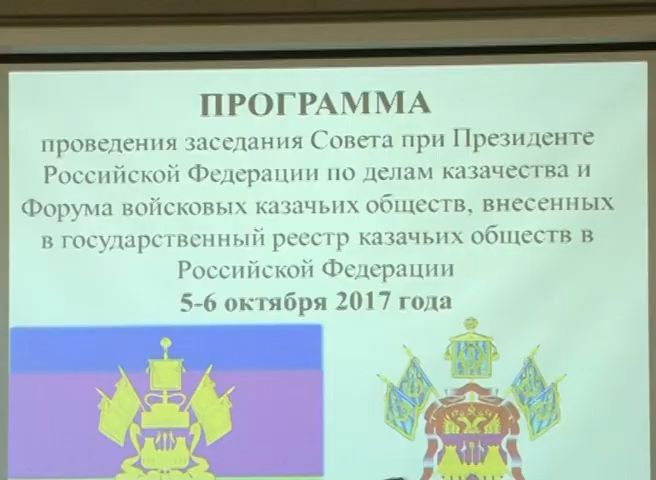 ПРОГРАММА
проведения заседания Совета при Президенте
Российской Федерации по делам казачества и
Форума войсковых казачьих обществ, внесенных
в государственный реестр казачьих обществ в
Российской Федерации
5-6 октября 2017 года